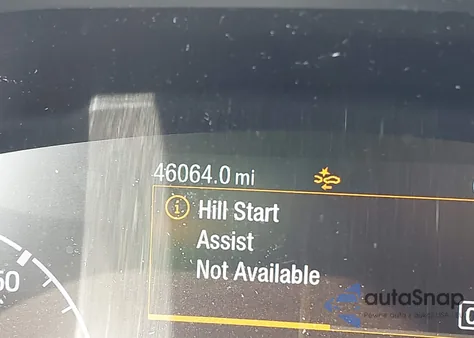 46064.0 mi
Hill Start
Assist
Not Available
50
autoSnap